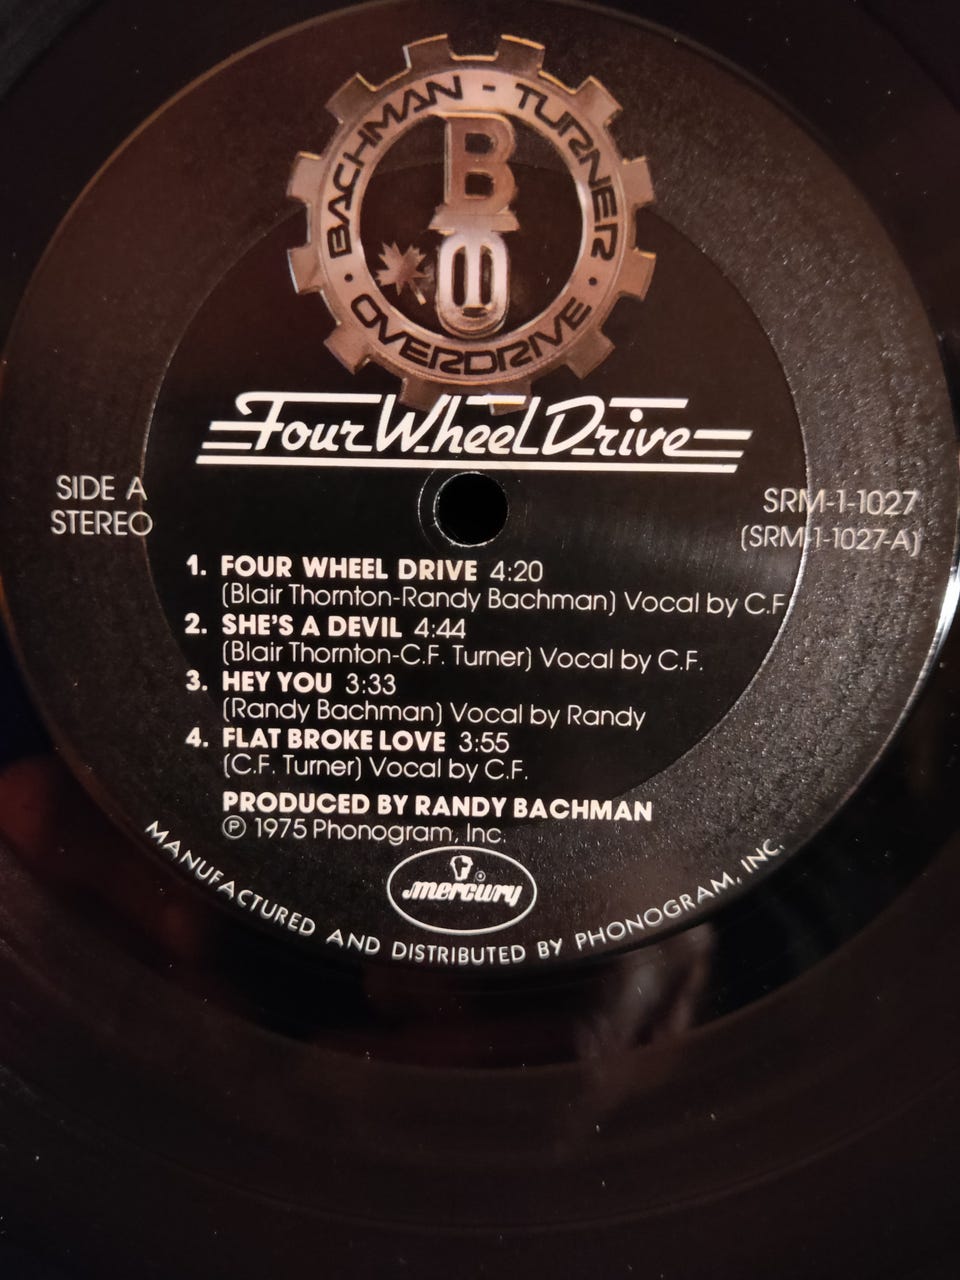 BACHMAN - TURNER
B
TO
· OVERDRIVE ·
Four Wheel Drive
SIDE A
STEREO
SRM-1-1027
(SRM-1-1027-A)
1. FOUR WHEEL DRIVE 4:20
(Blair Thornton-Randy Bachman) Vocal by C.F
2. SHE'S A DEVIL 4:44
(Blair Thornton-C.F. Turner) Vocal by C.F.
3. HEY YOU 3:33
(Randy Bachman) Vocal by Randy
4. FLAT BROKE LOVE 3:55
(C.F. Turner) Vocal by C.F.
PRODUCED BY RANDY BACHMAN
℗ 1975 Phonogram, Inc.
mercury ®
MANUFACTURED AND DISTRIBUTED BY PHONOGRAM, INC.